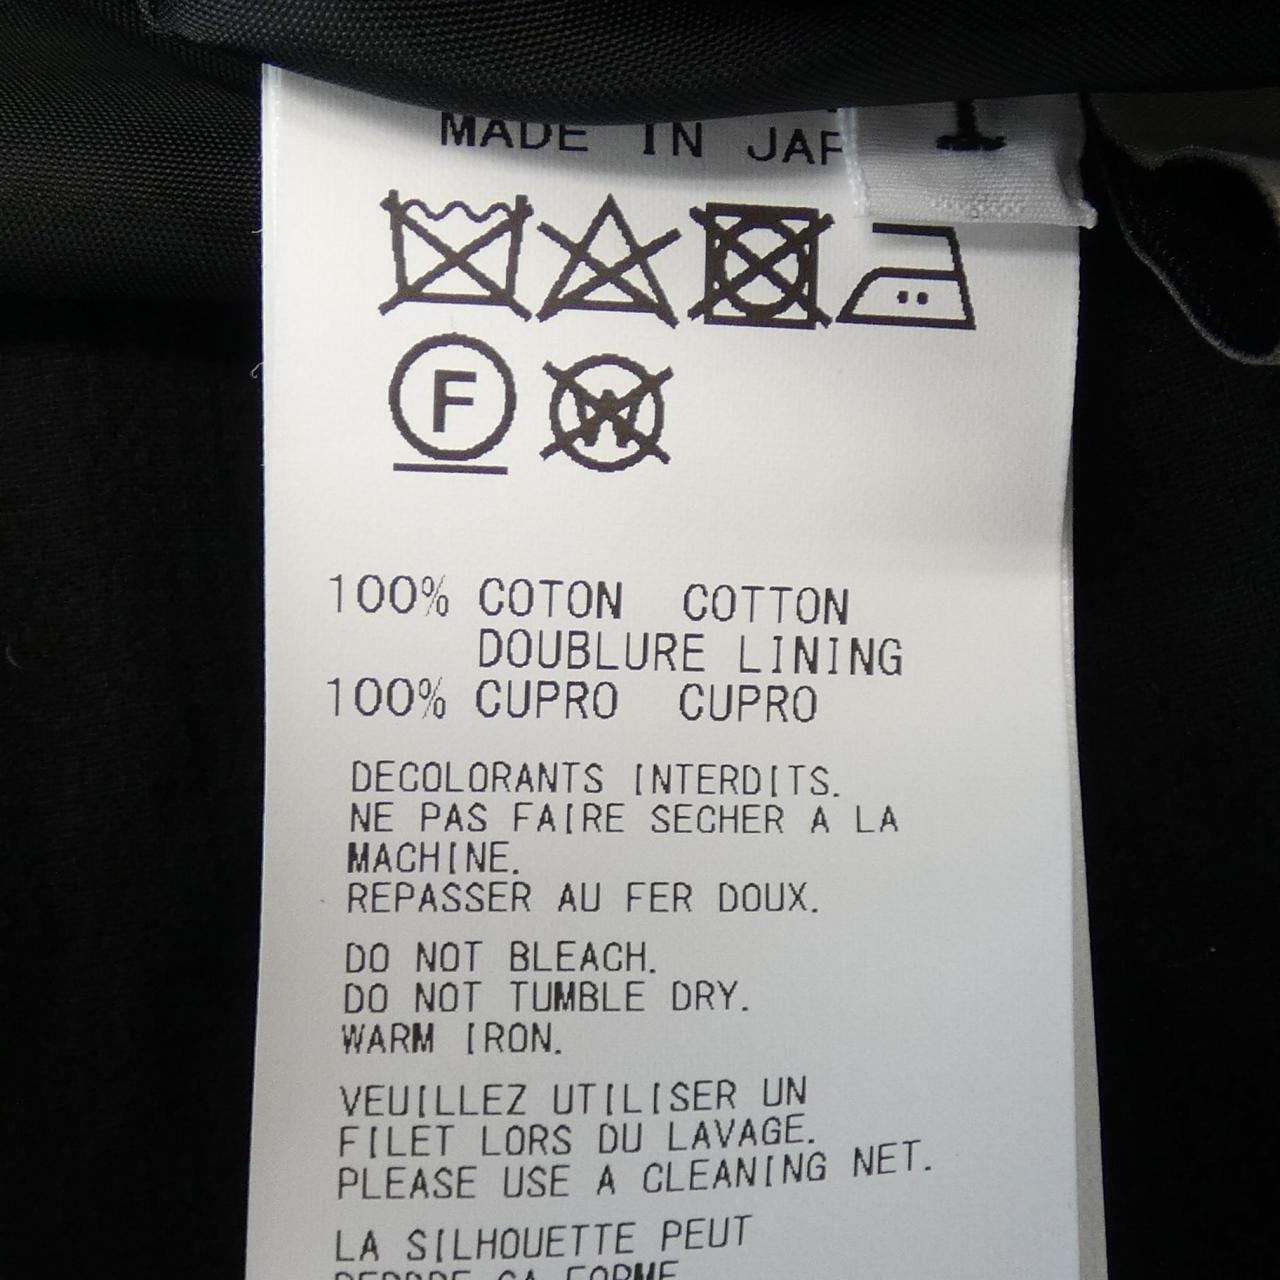 MADE IN JAP
F
W
100% COTON COTTON
DOUBLURE LINING
100% CUPRO CUPRO
DECOLORANTS INTERDITS.
NE PAS FAIRE SECHER A LA
MACHINE.
REPASSER AU FER DOUX.
DO NOT BLEACH.
DO NOT TUMBLE DRY.
WARM IRON.
VEUILLEZ UTILISER UN
FILET LORS DU LAVAGE.
PLEASE USE A CLEANING NET.
LA SILHOUETTE PEUT